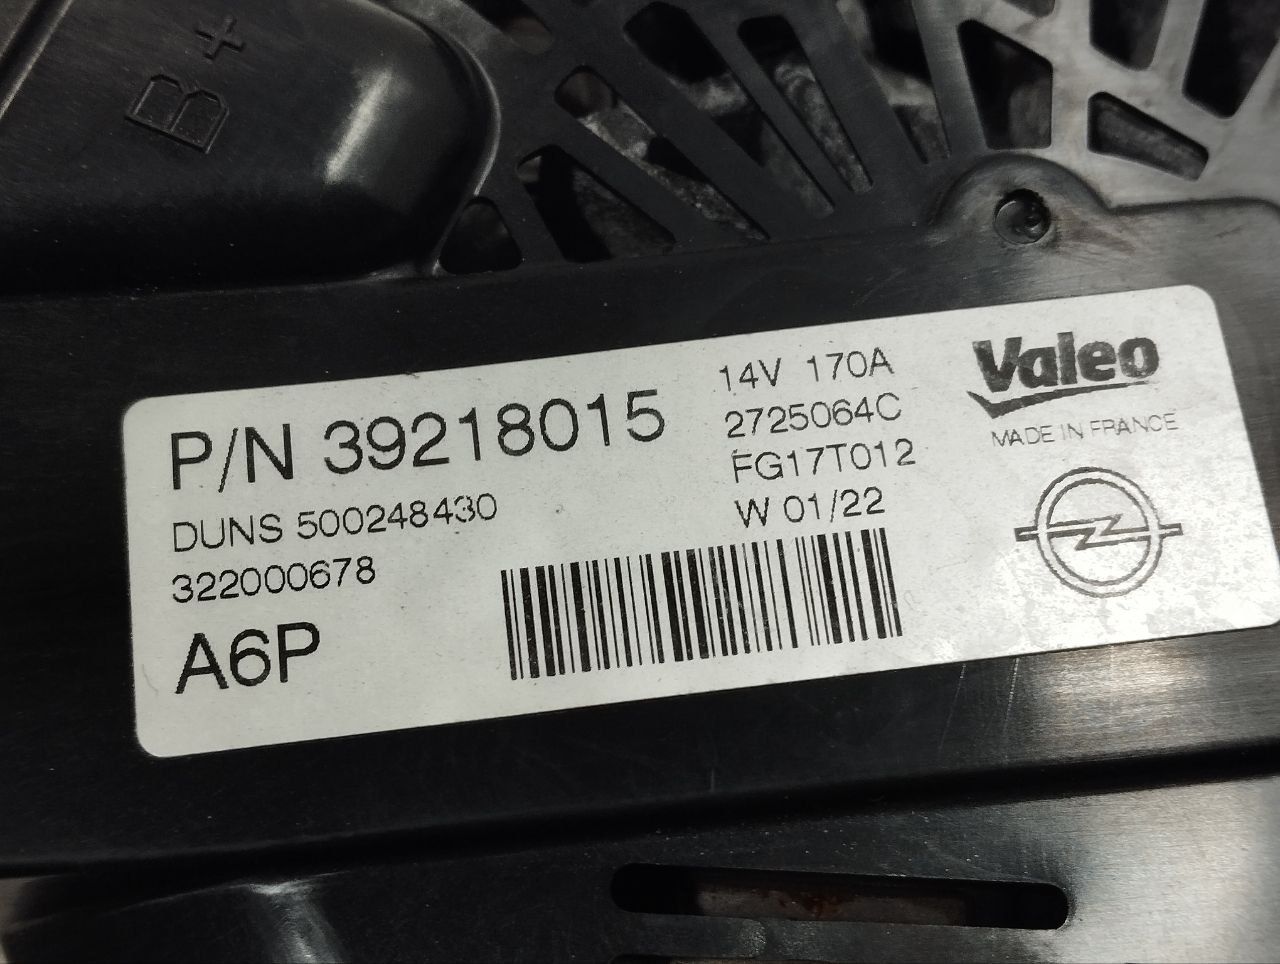 B+
P/N 39218015
DUNS 500248430
322000678
A6P
14V 170A
2725064C
FG17T012
W 01/22
Valeo
MADE IN FRANCE